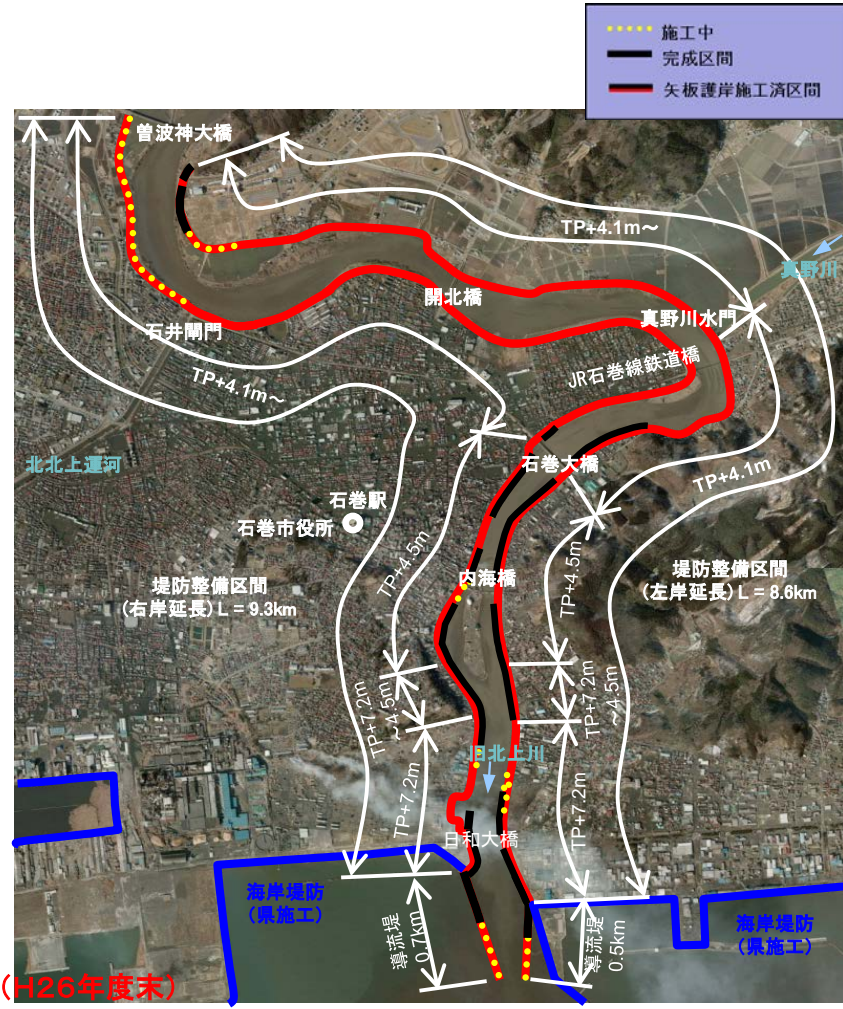 施工中
完成区間
矢板護岸施工済区間
曽波神大橋
TP+4.1m～
真野川
開北橋
真野川水門
石井閘門
JR石巻線鉄道橋
TP+4.1m～
北北上運河
石巻大橋
TP+4.1m
石巻駅
石巻市役所
TP+4.5m
TP+4.5m
内海橋
堤防整備区間
(右岸延長)L = 9.3km
堤防整備区間
(左岸延長)L = 8.6km
TP+7.2m
～4.5m
TP+7.2m
～4.5m
旧北上川
TP+7.2m
TP+7.2m
日和大橋
海岸堤防
(県施工)
海岸堤防
(県施工)
導流堤
0.7km
導流堤
0.5km
(H26年度末)